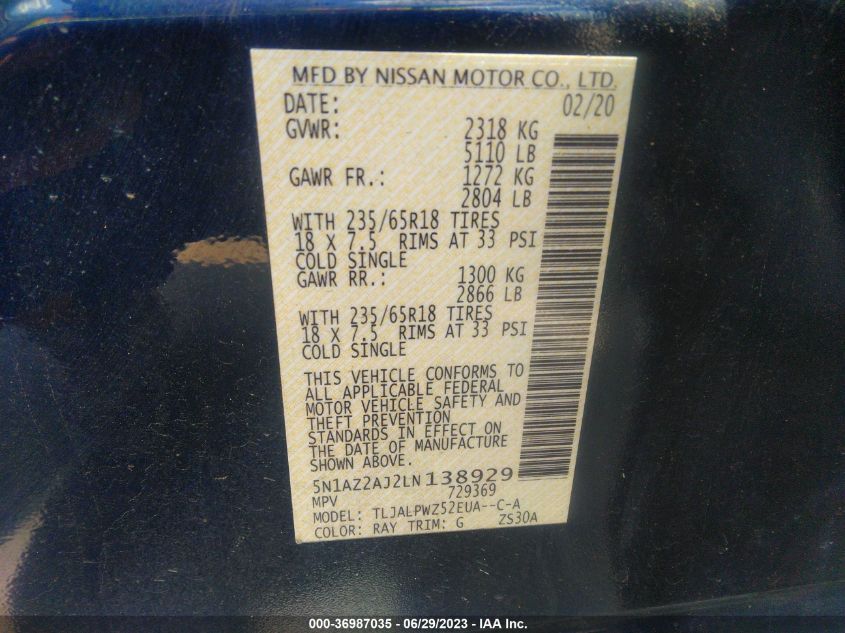 MFD BY NISSAN MOTOR CO., LTD.
DATE: 02/20
GVWR: 2318 KG
5110 LB
GAWR FR.: 1272 KG
2804 LB
WITH 235/65R18 TIRES
18 X 7.5 RIMS AT 33 PSI
COLD SINGLE
GAWR RR.: 1300 KG
2866 LB
WITH 235/65R18 TIRES
18 X 7.5 RIMS AT 33 PSI
COLD SINGLE
THIS VEHICLE CONFORMS TO
ALL APPLICABLE FEDERAL
MOTOR VEHICLE SAFETY AND
THEFT PREVENTION
STANDARDS IN EFFECT ON
THE DATE OF MANUFACTURE
SHOWN ABOVE.
5N1AZ2AJ2LN138929
MPV 729369
MODEL: TLJALPWZ52EUA--C-A
COLOR: RAY TRIM: G ZS30A
000-36987035 - 06/29/2023 - IAA Inc.